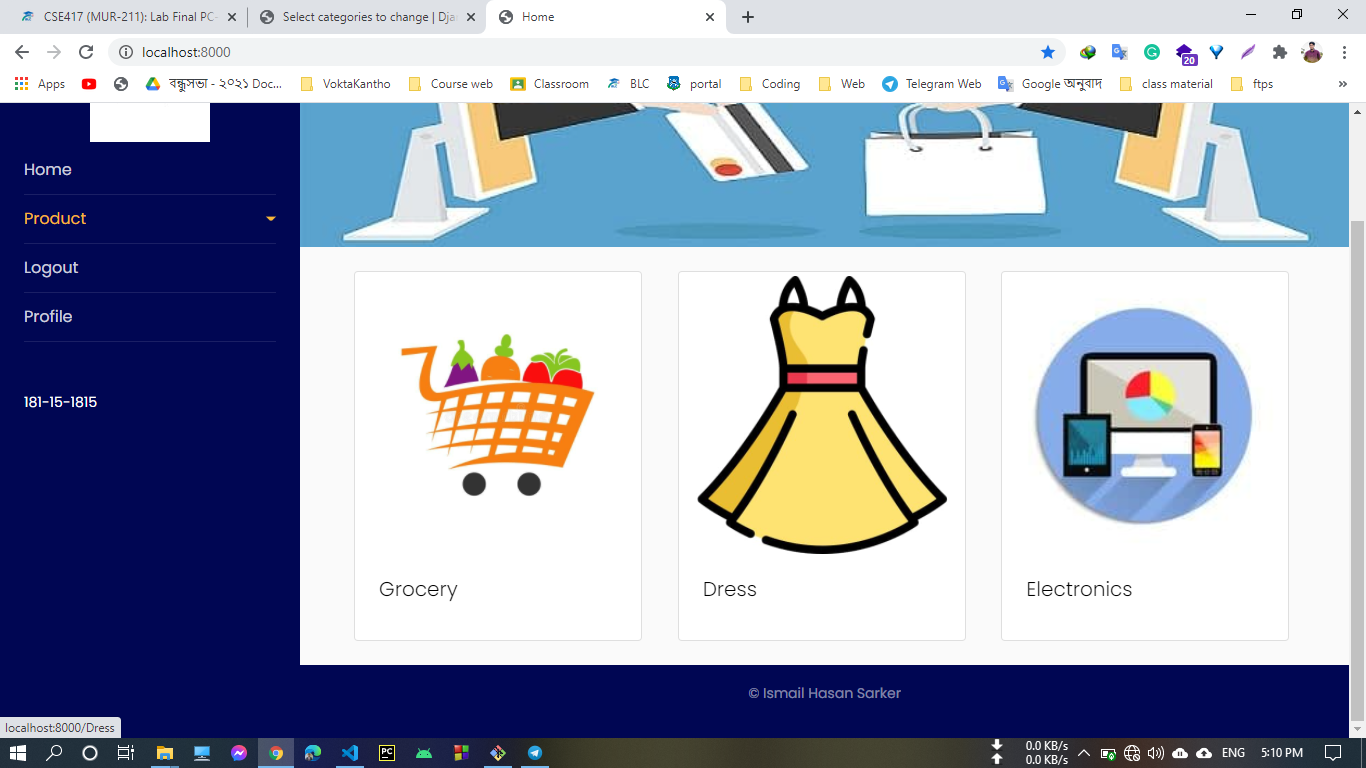 CSE417 (MUR-211): Lab Final PC-
Select categories to change | Dja
Home
localhost:8000
20
Apps
বন্ধুসভা - ২০২১ Doc...
VoktaKantho
Course web
Classroom
BLC
portal
Coding
Web
Telegram Web
Google অনুবাদ
class material
ftps
»
Home
Product
Logout
Profile
181-15-1815
Grocery
Dress
Electronics
© Ismail Hasan Sarker
localhost:8000/Dress
PC
0.0 KB/s
0.0 KB/s
ENG
5:10 PM